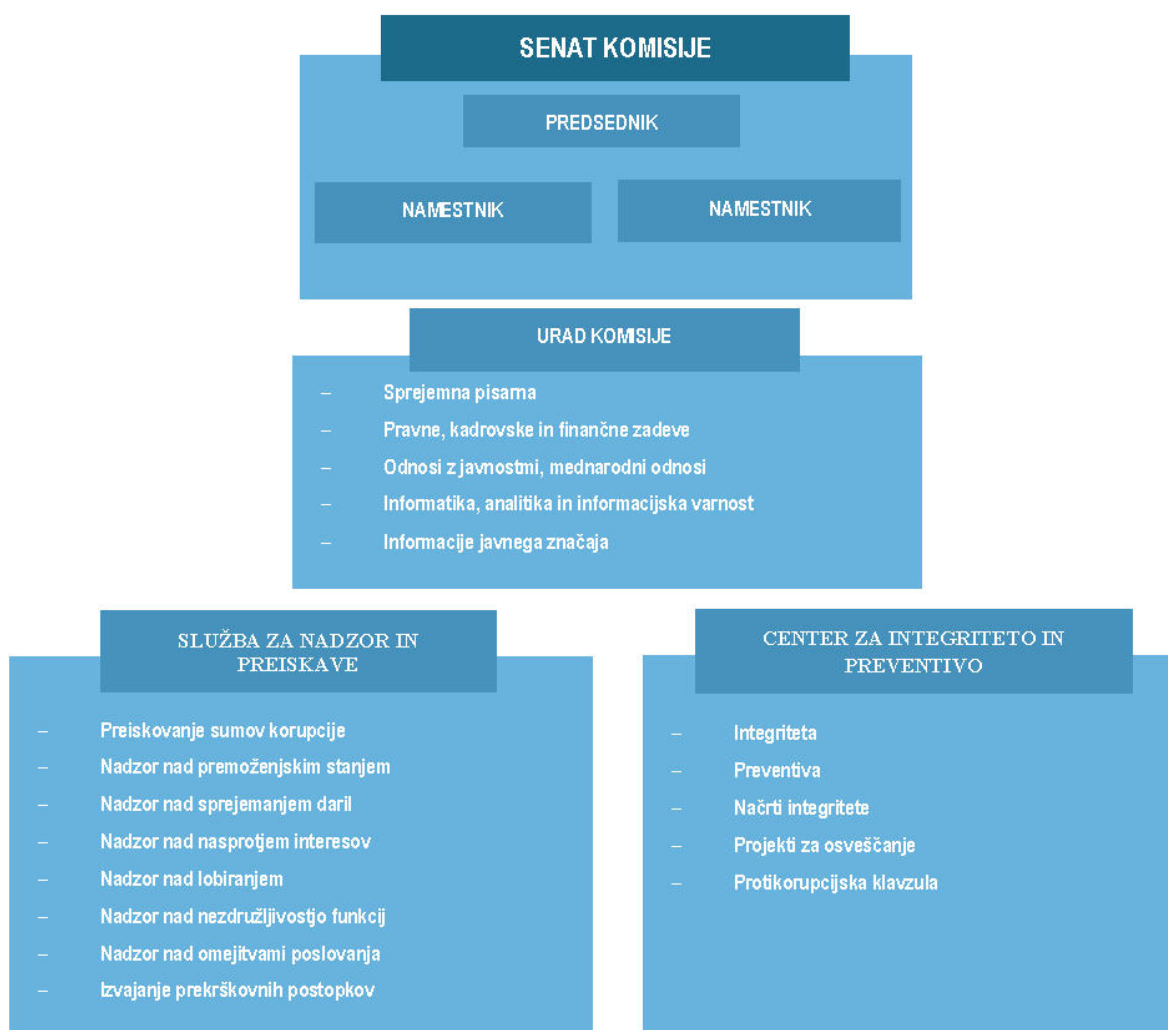 SENAT KOMISIJE
PREDSEDNIK
NAMESTNIK
NAMESTNIK
URAD KOMISIJE
– Sprejemna pisarna
– Pravne, kadrovske in finančne zadeve
– Odnosi z javnostmi, mednarodni odnosi
– Informatika, analitika in informacijska varnost
– Informacije javnega značaja
SLUŽBA ZA NADZOR IN
PREISKAVE
– Preiskovanje sumov korupcije
– Nadzor nad premoženjskim stanjem
– Nadzor nad sprejemanjem daril
– Nadzor nad nasprotjem interesov
– Nadzor nad lobiranjem
– Nadzor nad nezdružljivostjo funkcij
– Nadzor nad omejitvami poslovanja
– Izvajanje prekrškovnih postopkov
CENTER ZA INTEGRITETO IN
PREVENTIVO
– Integriteta
– Preventiva
– Načrti integritete
– Projekti za osveščanje
– Protikorupcijska klavzula